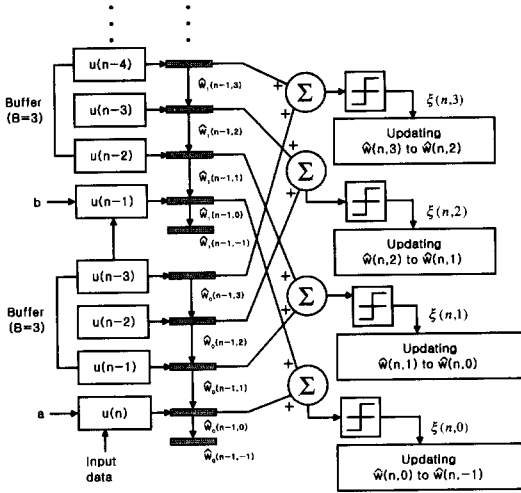 u(n-4)
ŵ₁(n-1,3)
Buffer
(B=3)
u(n-3)
ŵ₁(n-1,2)
u(n-2)
ŵ₁(n-1,1)
b
u(n-1)
ŵ₁(n-1,0)
ŵ₁(n-1,-1)
u(n-3)
ŵ₀(n-1,3)
Buffer
(B=3)
u(n-2)
ŵ₀(n-1,2)
u(n-1)
ŵ₀(n-1,1)
a
u(n)
ŵ₀(n-1,0)
ŵ₀(n-1,-1)
Input
data
+
+
Σ
ξ(n,3)
Updating
ŵ(n,3) to ŵ(n,2)
+
+
Σ
ξ(n,2)
Updating
ŵ(n,2) to ŵ(n,1)
+
+
Σ
ξ(n,1)
Updating
ŵ(n,1) to ŵ(n,0)
+
+
Σ
ξ(n,0)
Updating
ŵ(n,0) to ŵ(n,-1)